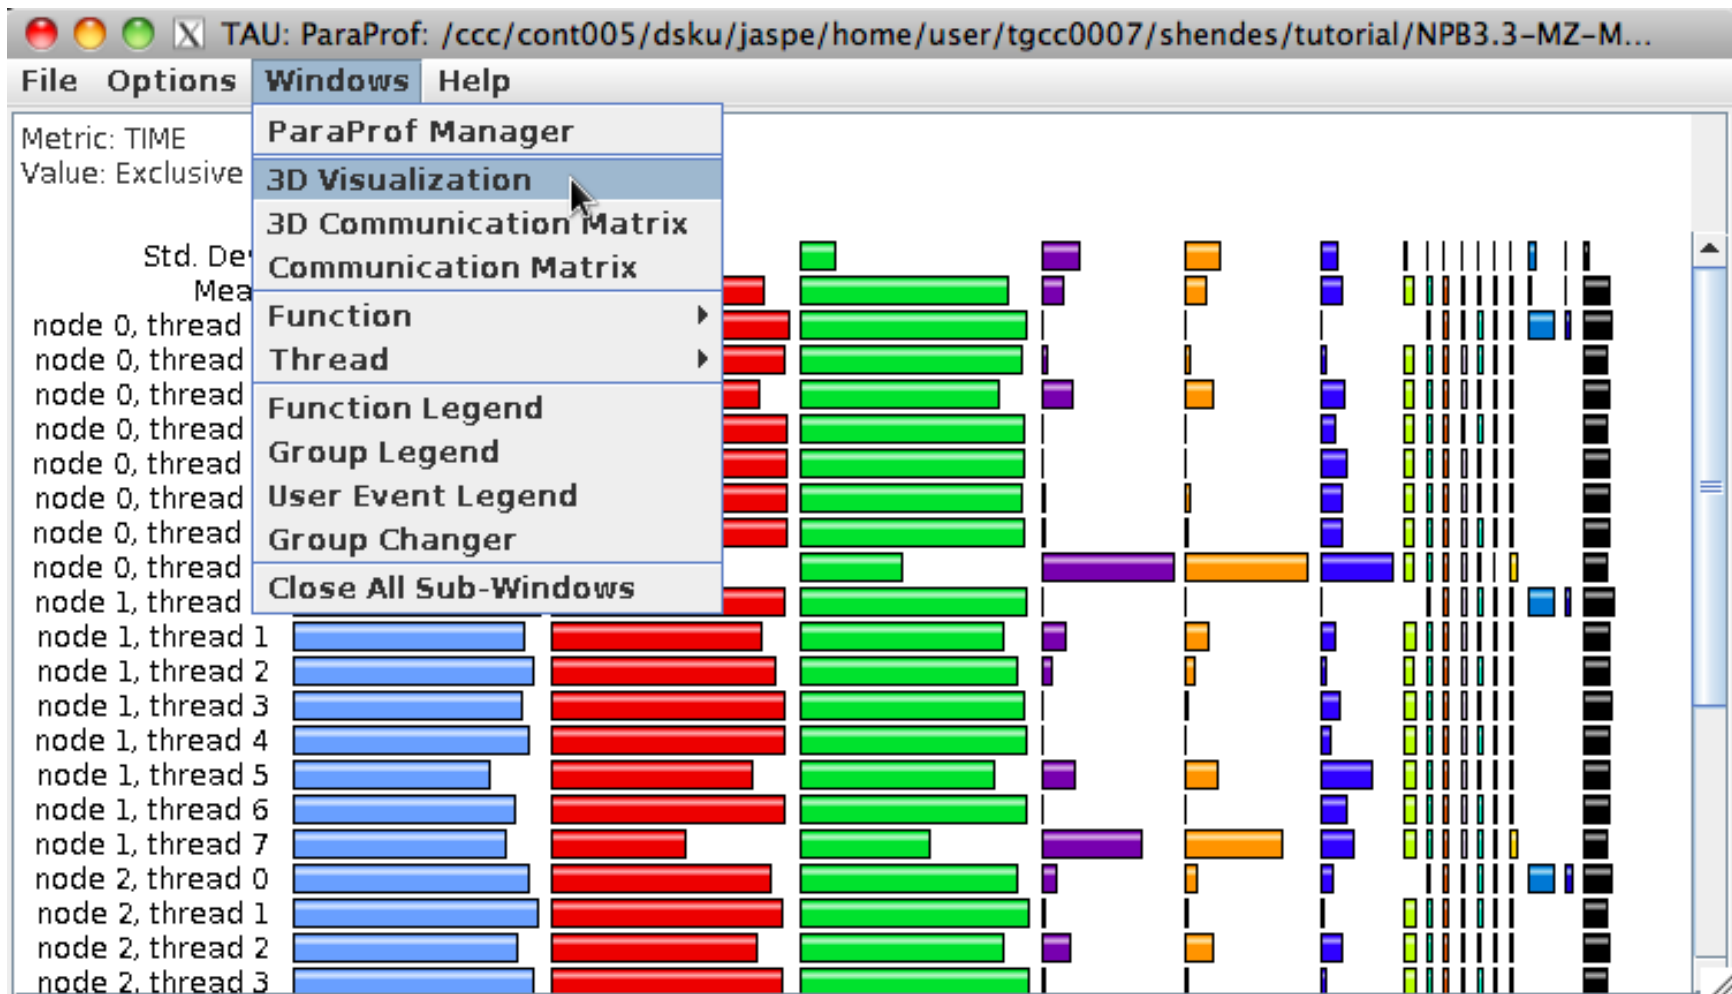 TAU: ParaProf: /ccc/cont005/dsku/jaspe/home/user/tgcc0007/shendes/tutorial/NPB3.3-MZ-M...
File Options Windows Help
Metric: TIME
Value: Exclusive
ParaProf Manager
3D Visualization
3D Communication Matrix
Communication Matrix
Function
Thread
Function Legend
Group Legend
User Event Legend
Group Changer
Close All Sub-Windows
Std. De
Mea
node 0, thread
node 0, thread
node 0, thread
node 0, thread
node 0, thread
node 0, thread
node 0, thread
node 0, thread
node 1, thread
node 1, thread 1
node 1, thread 2
node 1, thread 3
node 1, thread 4
node 1, thread 5
node 1, thread 6
node 1, thread 7
node 2, thread 0
node 2, thread 1
node 2, thread 2
node 2, thread 3